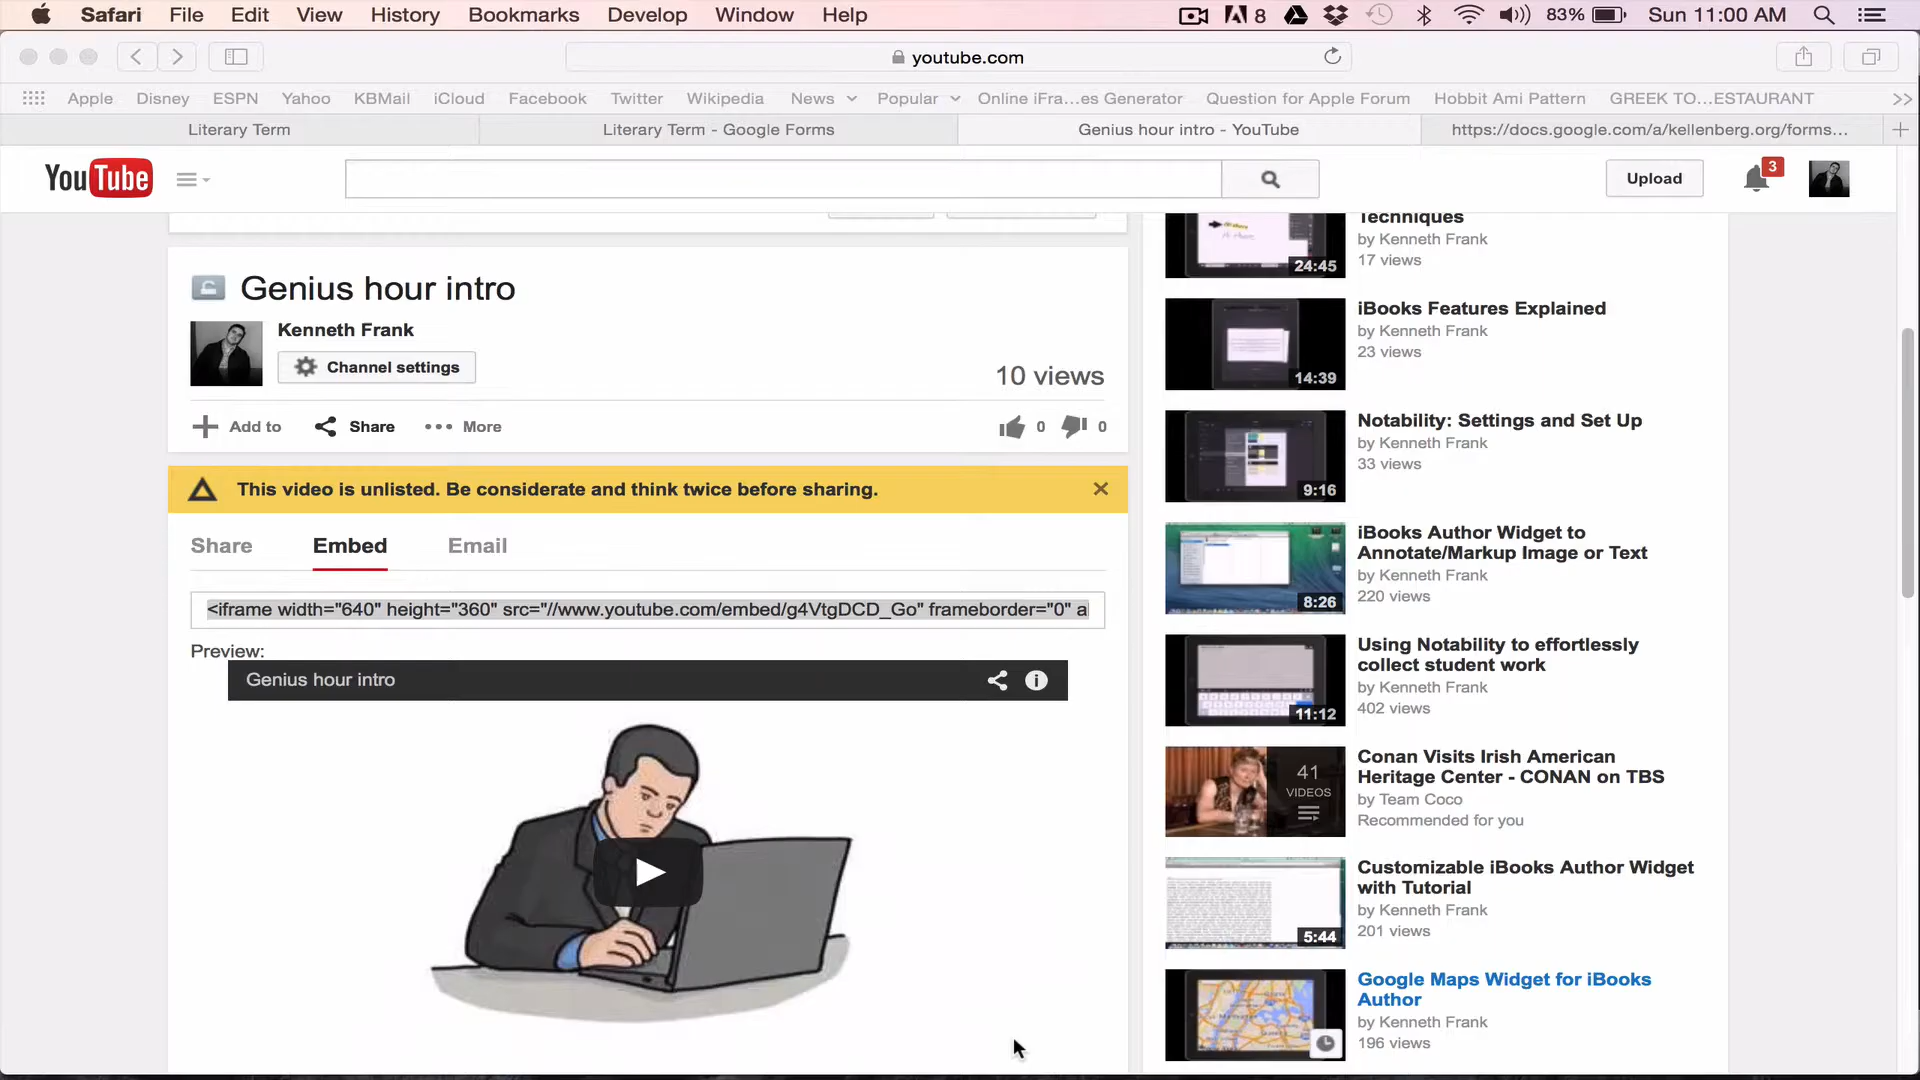 Safari File Edit View History Bookmarks Develop Window Help 8 83% Sun 11:00 AM
youtube.com
Apple Disney ESPN Yahoo KBMail iCloud Facebook Twitter Wikipedia News Popular Online iFra...es Generator Question for Apple Forum Hobbit Ami Pattern GREEK TO...ESTAURANT
Literary Term Literary Term - Google Forms Genius hour intro - YouTube https://docs.google.com/a/kellenberg.org/forms...
YouTube Upload 3
Genius hour intro
Kenneth Frank
Channel settings
10 views
Add to Share More 0 0
This video is unlisted. Be considerate and think twice before sharing.
Share Embed Email
<iframe width="640" height="360" src="//www.youtube.com/embed/g4VtgDCD_Go" frameborder="0" a
Preview:
Genius hour intro
Techniques
by Kenneth Frank
17 views
24:45
iBooks Features Explained
by Kenneth Frank
23 views
14:39
Notability: Settings and Set Up
by Kenneth Frank
33 views
9:16
iBooks Author Widget to
Annotate/Markup Image or Text
by Kenneth Frank
220 views
8:26
Using Notability to effortlessly
collect student work
by Kenneth Frank
402 views
11:12
Conan Visits Irish American
Heritage Center - CONAN on TBS
by Team Coco
Recommended for you
41
VIDEOS
Customizable iBooks Author Widget
with Tutorial
by Kenneth Frank
201 views
5:44
Google Maps Widget for iBooks
Author
by Kenneth Frank
196 views